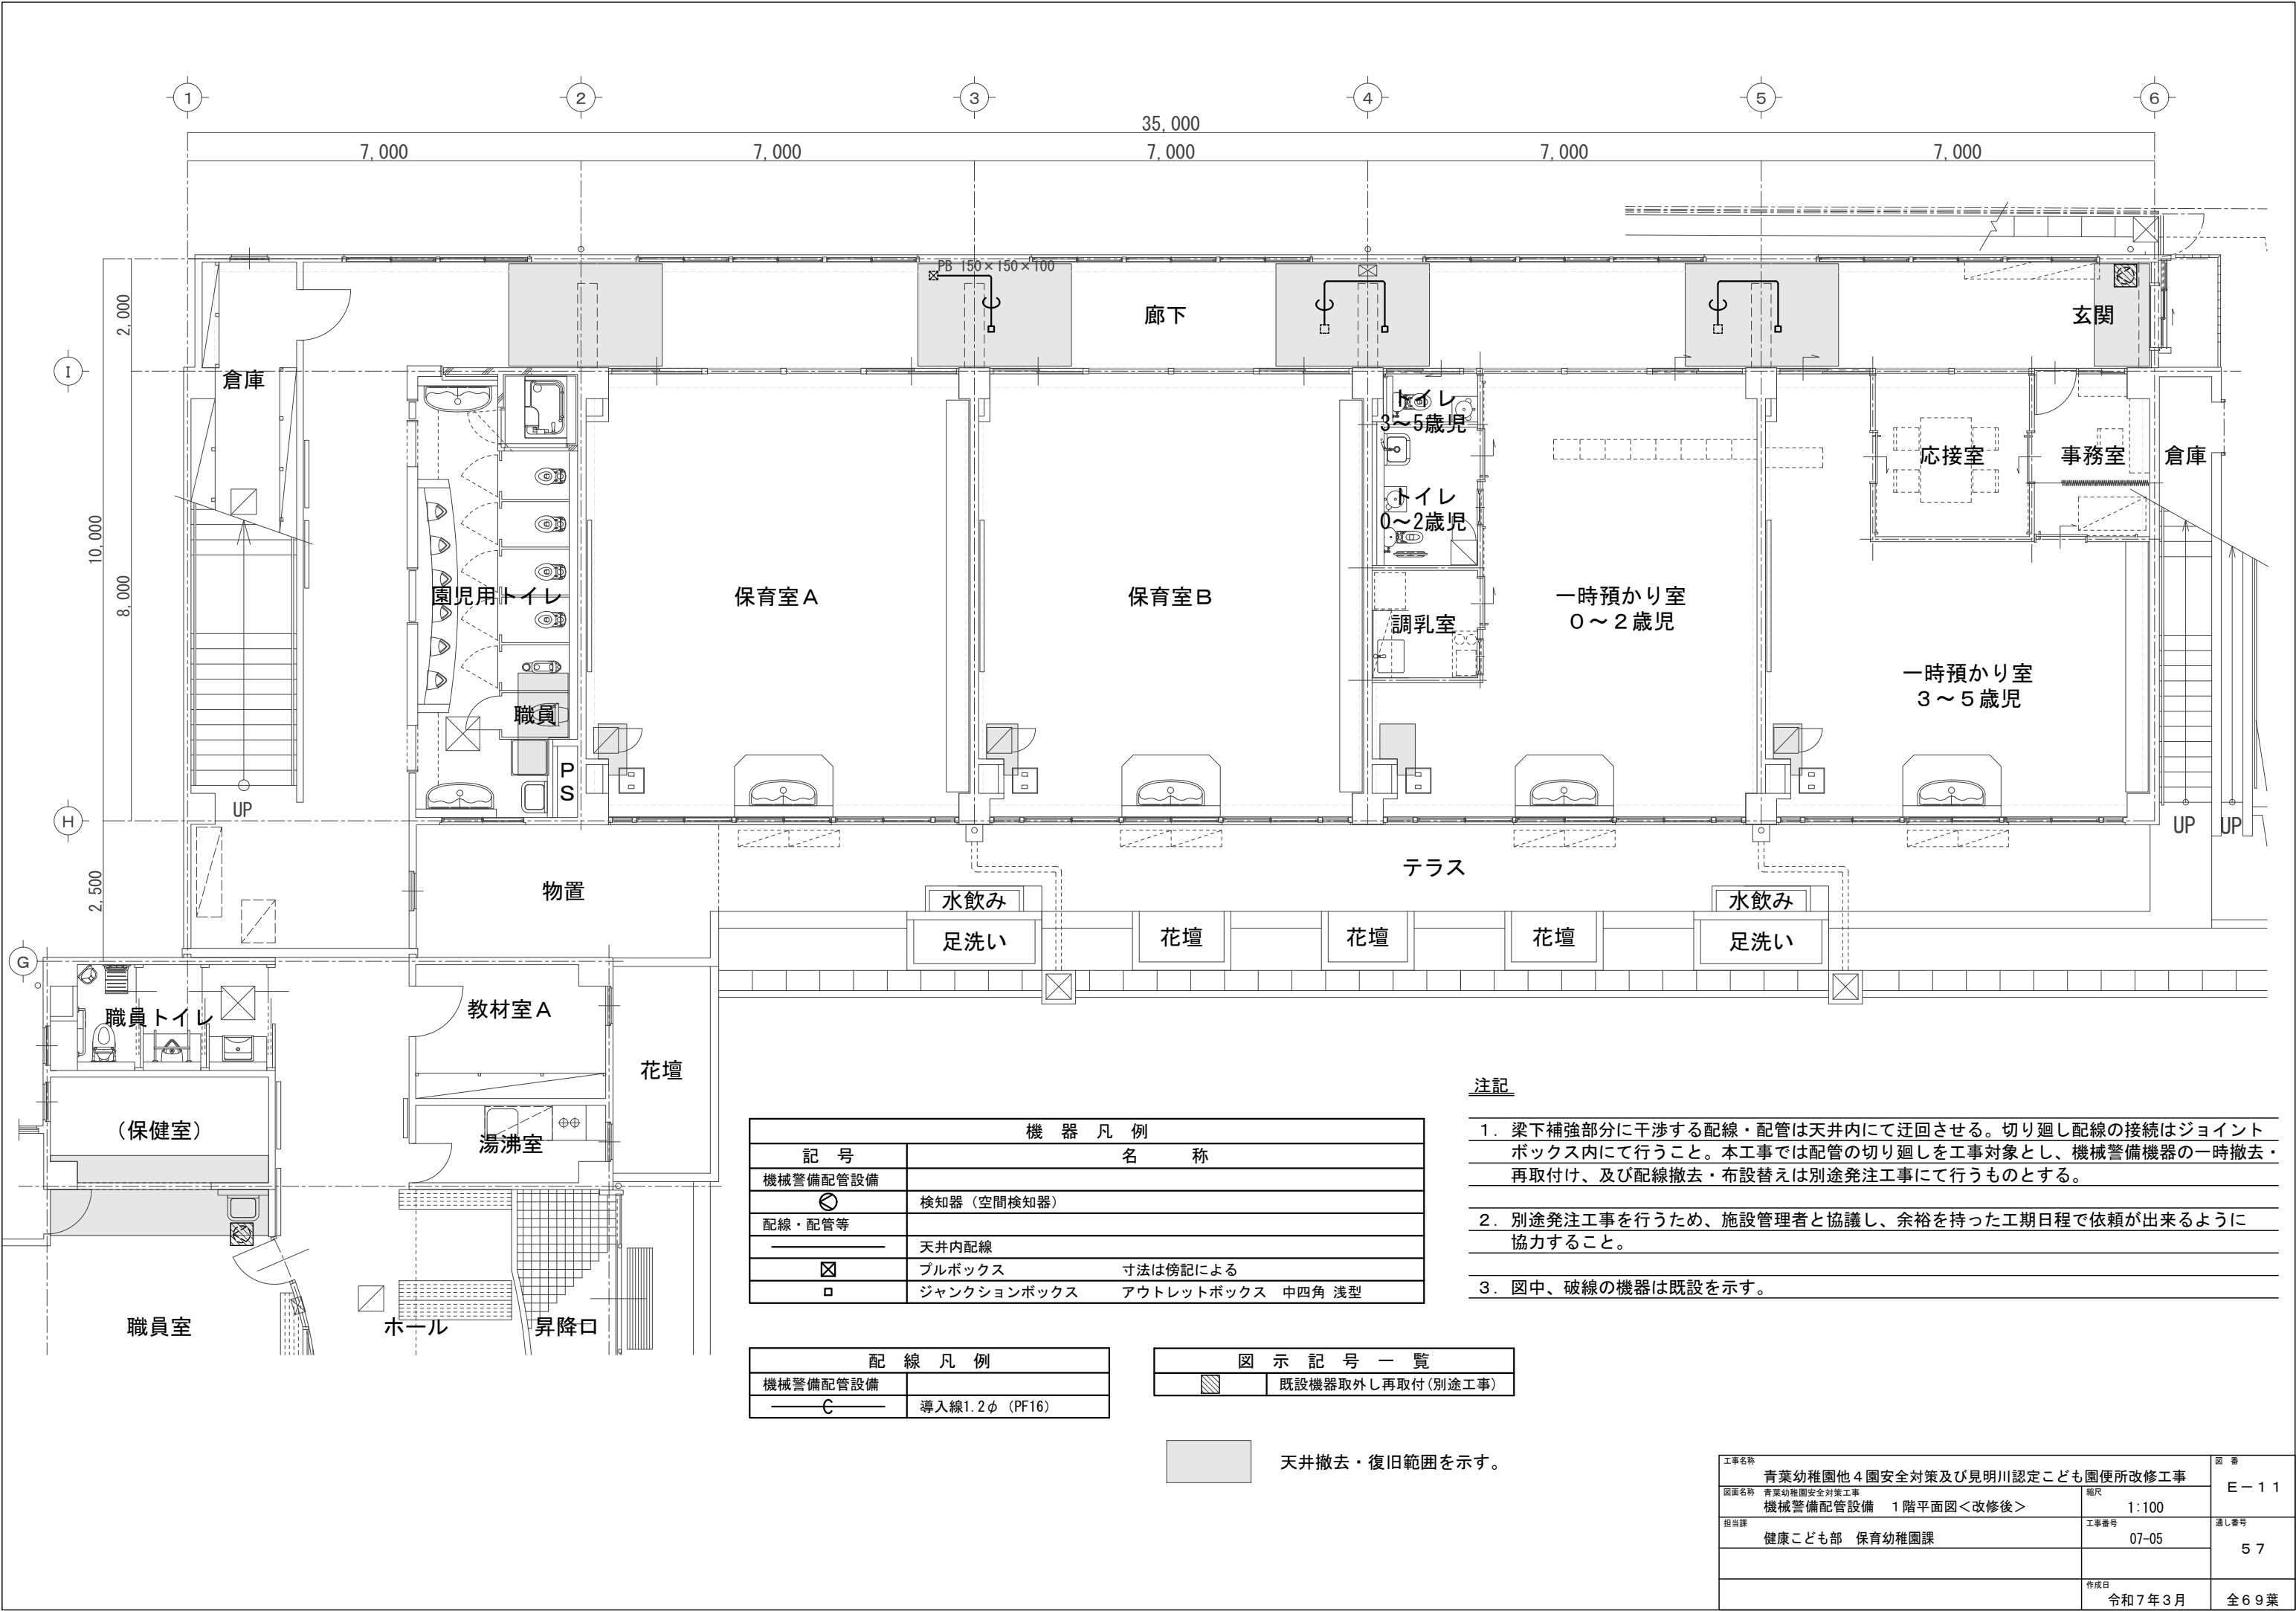 1
2
3
4
5
6
35,000
7,000
7,000
7,000
7,000
7,000
PB 150×150×100
2,000
廊下
玄関
I
倉庫
トイレ
3～5歳児
応接室
事務室
倉庫
トイレ
0～2歳児
10,000
8,000
園児用トイレ
保育室A
保育室B
一時預かり室
0～2歳児
調乳室
一時預かり室
3～5歳児
職員
PS
UP
H
UP
UP
2,500
物置
テラス
水飲み
水飲み
足洗い
花壇
花壇
花壇
足洗い
G
職員トイレ
教材室A
花壇
(保健室)
湯沸室
職員室
ホール
昇降口
機器凡例
記号 名称
機械警備配管設備
検知器（空間検知器）
配線・配管等
天井内配線
プルボックス 寸法は傍記による
ジャンクションボックス アウトレットボックス 中四角 浅型
配線凡例
機械警備配管設備
C 導入線1.2φ（PF16）
図示記号一覧
既設機器取外し再取付(別途工事)
天井撤去・復旧範囲を示す。
注記
1. 梁下補強部分に干渉する配線・配管は天井内にて迂回させる。切り廻し配線の接続はジョイント
ボックス内にて行うこと。本工事では配管の切り廻しを工事対象とし、機械警備機器の一時撤去・
再取付け、及び配線撤去・布設替えは別途発注工事にて行うものとする。
2. 別途発注工事を行うため、施設管理者と協議し、余裕を持った工期日程で依頼が出来るように
協力すること。
3. 図中、破線の機器は既設を示す。
工事名称
青葉幼稚園他4園安全対策及び見明川認定こども園便所改修工事
図番
E－11
図面名称 青葉幼稚園安全対策工事
機械警備配管設備 1階平面図＜改修後＞
縮尺
1:100
担当課
健康こども部 保育幼稚園課
工事番号
07-05
通し番号
57
作成日
令和7年3月
全69葉